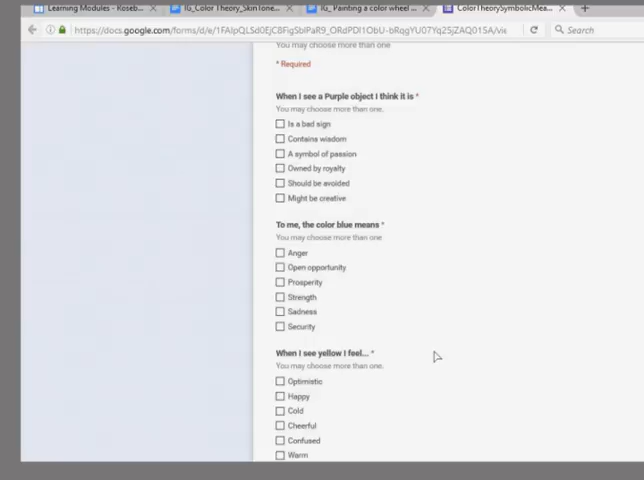 Learning Modules - Roseb... IG_Color Theory_SkinTone... IG_ Painting a color wheel ... ColorTheorySymbolicMea...
Search
You may choose more than one
* Required
When I see a Purple object I think it is *
You may choose more than one.
Is a bad sign
Contains wisdom
A symbol of passion
Owned by royalty
Should be avoided
Might be creative
To me, the color blue means *
You may choose more than one
Anger
Open opportunity
Prosperity
Strength
Sadness
Security
When I see yellow I feel... *
You may choose more than one.
Optimistic
Happy
Cold
Cheerful
Confused
Warm